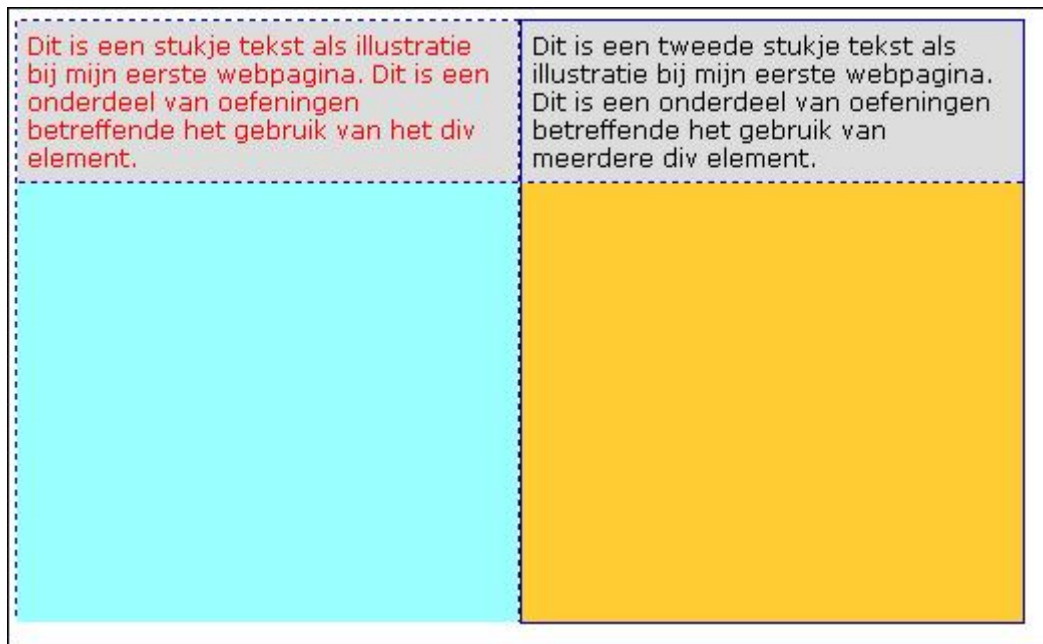 Dit is een stukje tekst als illustratie
bij mijn eerste webpagina. Dit is een
onderdeel van oefeningen
betreffende het gebruik van het div
element.
Dit is een tweede stukje tekst als
illustratie bij mijn eerste webpagina.
Dit is een onderdeel van oefeningen
betreffende het gebruik van
meerdere div element.